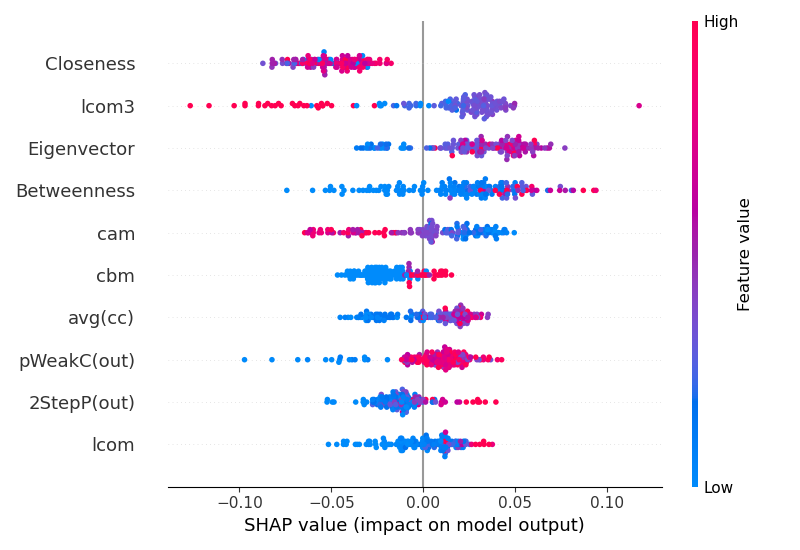 High
Closeness
lcom3
Eigenvector
Betweenness
cam
cbm
avg(cc)
pWeakC(out)
2StepP(out)
lcom
Feature value
Low
−0.10 −0.05 0.00 0.05 0.10
SHAP value (impact on model output)